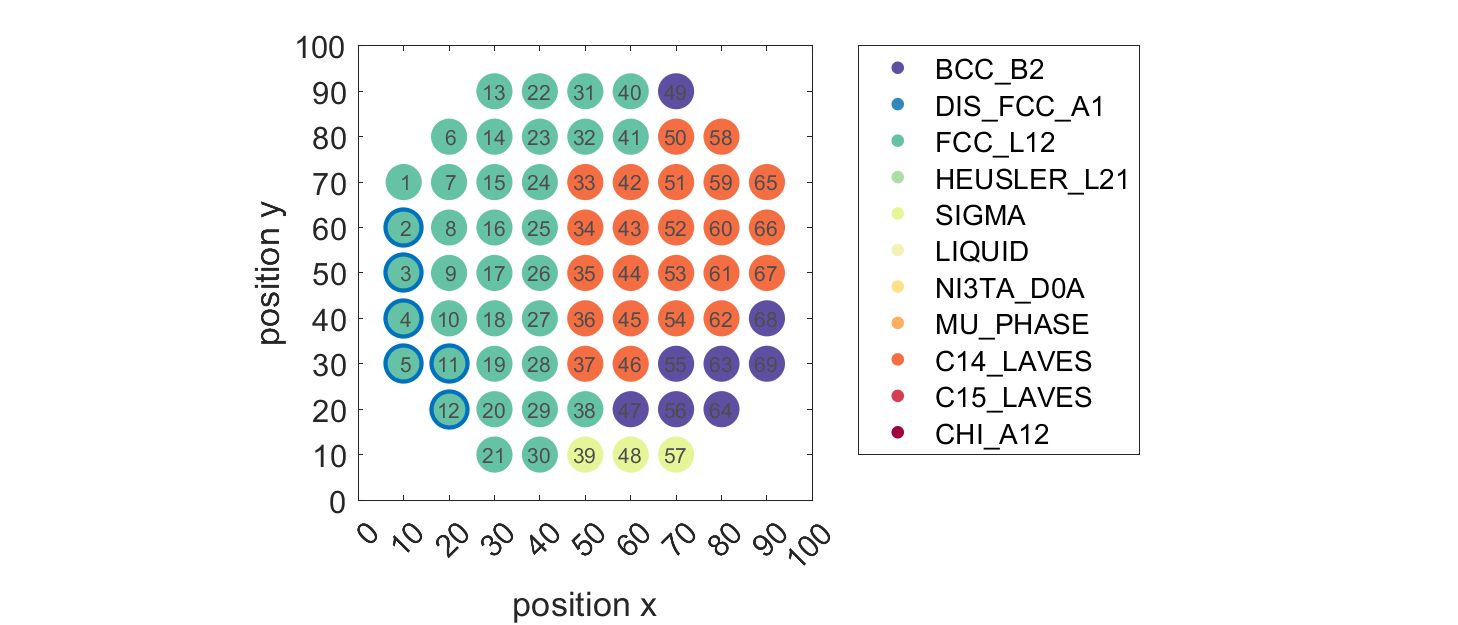 100
90
80
70
60
50
40
30
20
10
0
position y
13 22 31 40 49
6 14 23 32 41 50 58
1 7 15 24 33 42 51 59 65
2 8 16 25 34 43 52 60 66
3 9 17 26 35 44 53 61 67
4 10 18 27 36 45 54 62 68
5 11 19 28 37 46 55 63 69
12 20 29 38 47 56 64
21 30 39 48 57
0 10 20 30 40 50 60 70 80 90 100
position x
BCC_B2
DIS_FCC_A1
FCC_L12
HEUSLER_L21
SIGMA
LIQUID
NI3TA_D0A
MU_PHASE
C14_LAVES
C15_LAVES
CHI_A12